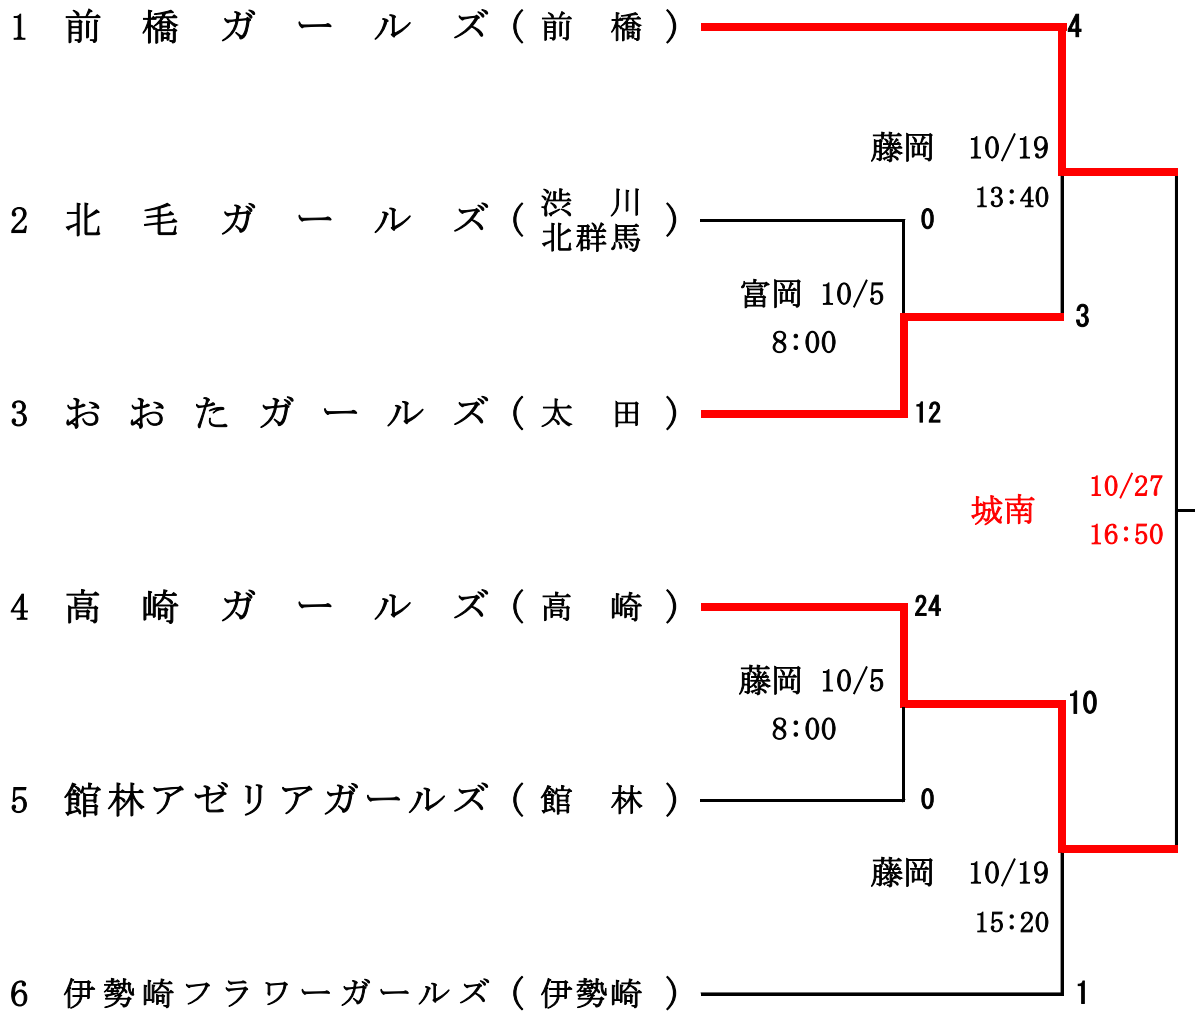 1 前橋ガールズ(前橋)
4
藤岡 10/19
13:40
2 北毛ガールズ(渋川
北群馬)
0
富岡 10/5
8:00
3
3 おおたガールズ(太田)
12
城南 10/27
16:50
4 高崎ガールズ(高崎)
24
藤岡 10/5
8:00
10
5 館林アゼリアガールズ(館林)
0
藤岡 10/19
15:20
6 伊勢崎フラワーガールズ(伊勢崎)
1